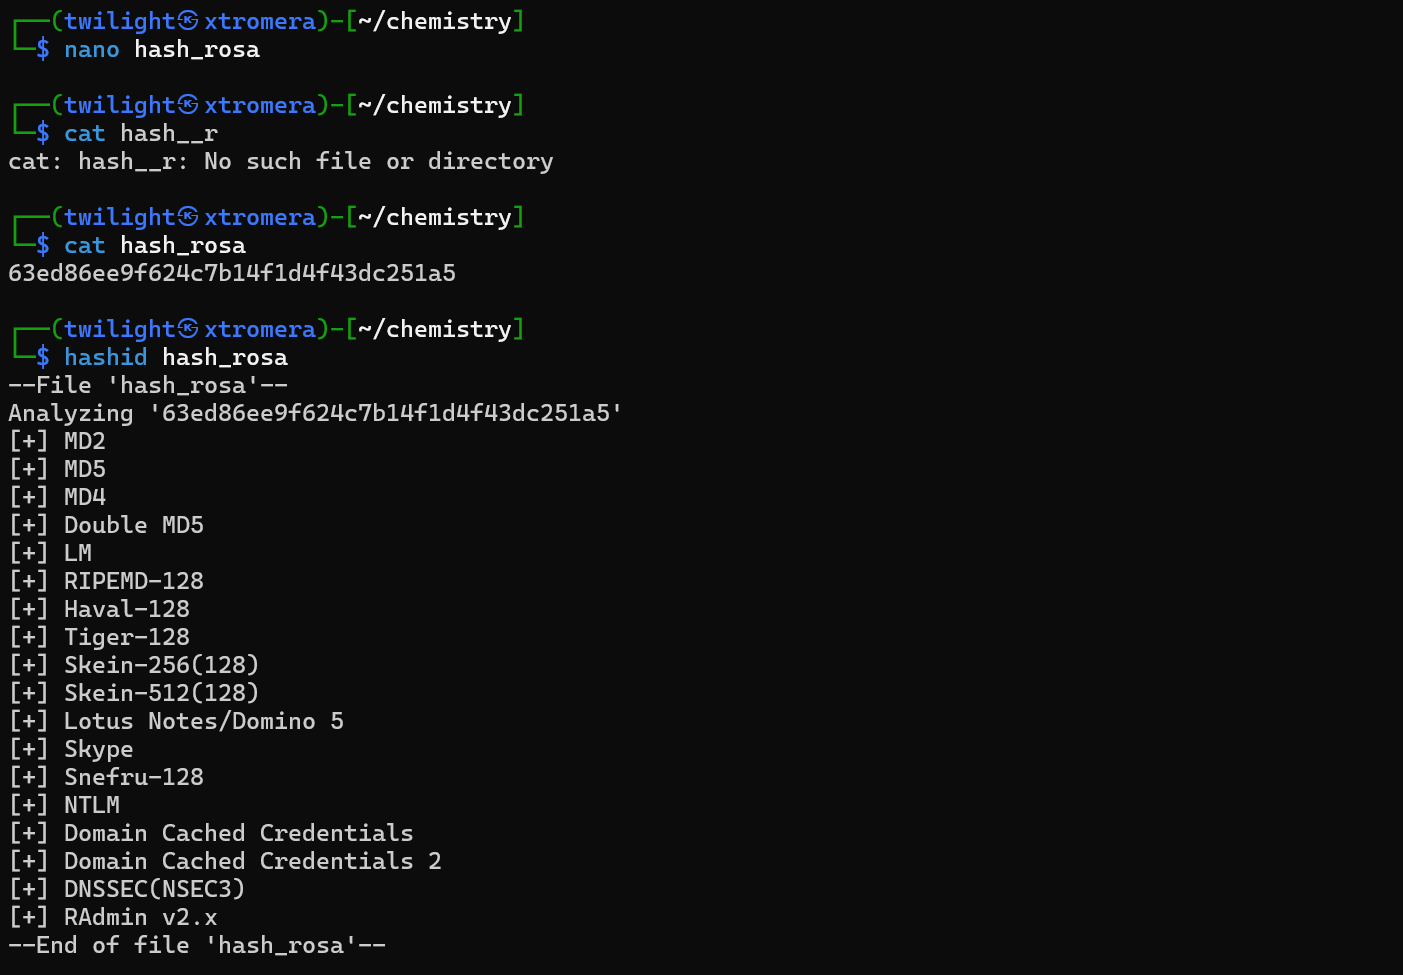 ┌──(twilight㉿xtromera)-[~/chemistry]
└─$ nano hash_rosa
┌──(twilight㉿xtromera)-[~/chemistry]
└─$ cat hash__r
cat: hash__r: No such file or directory
┌──(twilight㉿xtromera)-[~/chemistry]
└─$ cat hash_rosa
63ed86ee9f624c7b14f1d4f43dc251a5
┌──(twilight㉿xtromera)-[~/chemistry]
└─$ hashid hash_rosa
--File 'hash_rosa'--
Analyzing '63ed86ee9f624c7b14f1d4f43dc251a5'
[+] MD2
[+] MD5
[+] MD4
[+] Double MD5
[+] LM
[+] RIPEMD-128
[+] Haval-128
[+] Tiger-128
[+] Skein-256(128)
[+] Skein-512(128)
[+] Lotus Notes/Domino 5
[+] Skype
[+] Snefru-128
[+] NTLM
[+] Domain Cached Credentials
[+] Domain Cached Credentials 2
[+] DNSSEC(NSEC3)
[+] RAdmin v2.x
--End of file 'hash_rosa'--